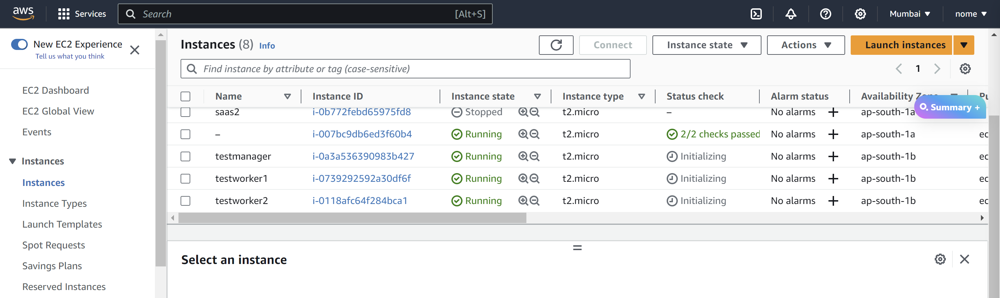 aws Services Search [Alt+S] Mumbai nome
New EC2 Experience
Tell us what you think
EC2 Dashboard
EC2 Global View
Events
Instances
Instances
Instance Types
Launch Templates
Spot Requests
Savings Plans
Reserved Instances
Instances (8) Info Connect Instance state Actions Launch instances
Find instance by attribute or tag (case-sensitive) 1
Name Instance ID Instance state Instance type Status check Alarm status Availability
Summary +
saas2 i-0b772febd65975fd8 Stopped t2.micro – No alarms + ap-south-1a
– i-007bc9db6ed3f60b4 Running t2.micro 2/2 checks passed No alarms + ap-south-1a ec
testmanager i-0a3a536390983b427 Running t2.micro Initializing No alarms + ap-south-1b ec
testworker1 i-0739292592a30df6f Running t2.micro Initializing No alarms + ap-south-1b ec
testworker2 i-0118afc64f284bca1 Running t2.micro Initializing No alarms + ap-south-1b ec
Select an instance